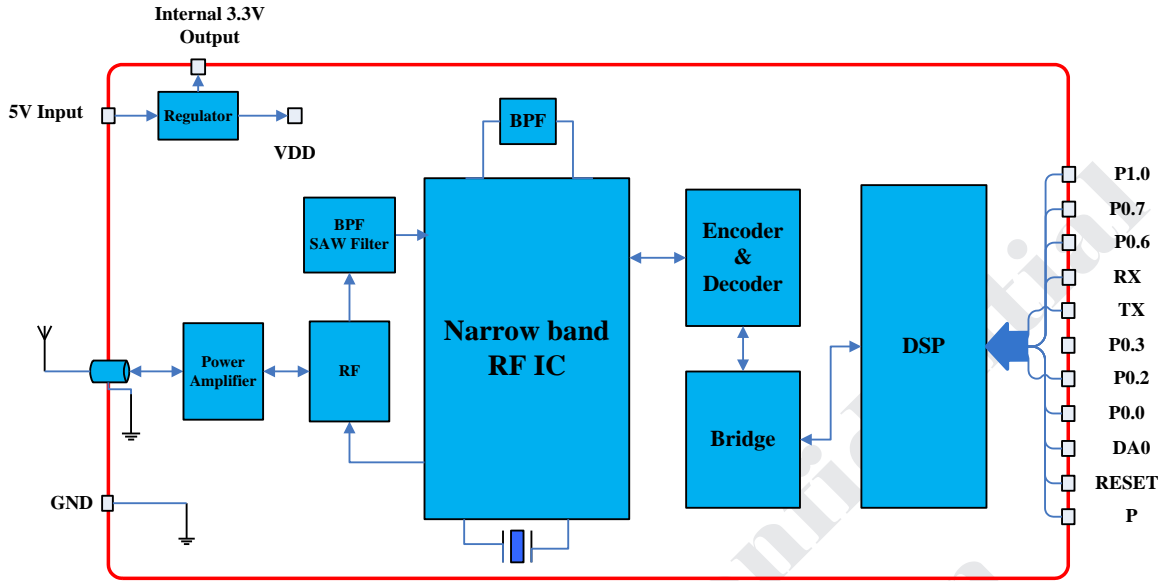 Internal 3.3V
Output
5V Input
Regulator
VDD
BPF
BPF
SAW Filter
Narrow band
RF IC
Encoder
&
Decoder
DSP
Power
Amplifier
RF
Bridge
GND
P1.0
P0.7
P0.6
RX
TX
P0.3
P0.2
P0.0
DA0
RESET
P